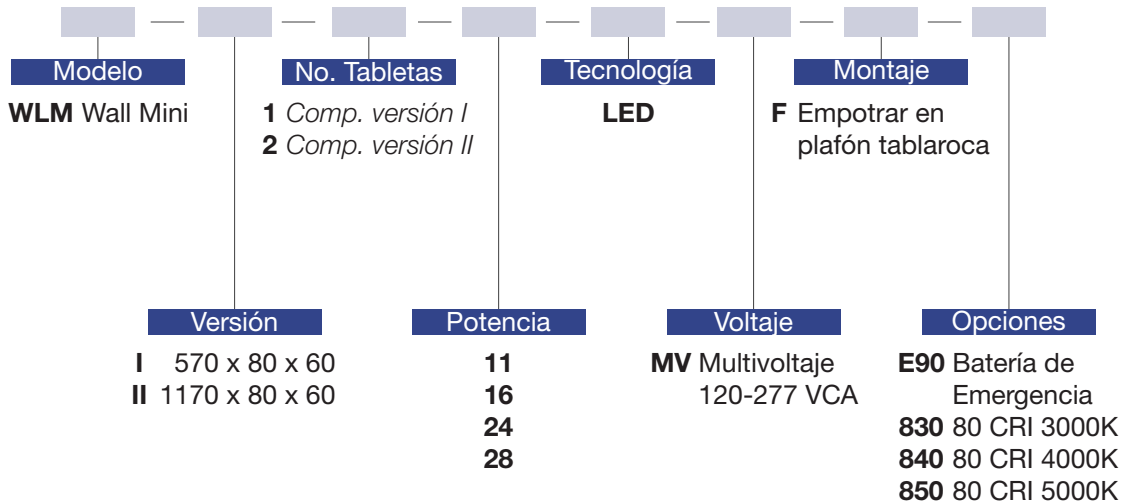 Modelo
WLM Wall Mini
No. Tabletas
1 Comp. versión I
2 Comp. versión II
Tecnología
LED
Montaje
F Empotrar en
plafón tablaroca
Versión
I 570 x 80 x 60
II 1170 x 80 x 60
Potencia
11
16
24
28
Voltaje
MV Multivoltaje
120-277 VCA
Opciones
E90 Batería de
Emergencia
830 80 CRI 3000K
840 80 CRI 4000K
850 80 CRI 5000K